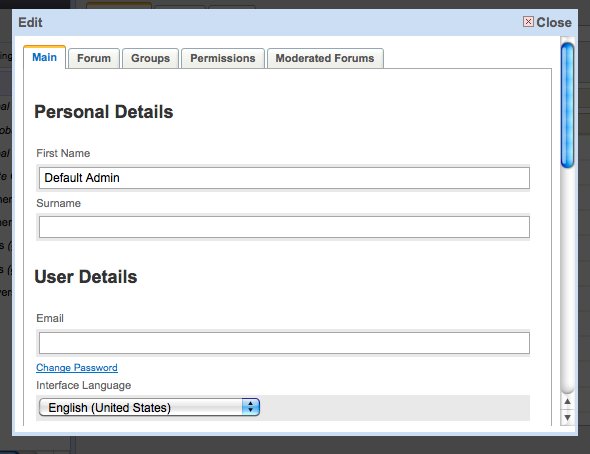 Edit
Close
Main
Forum
Groups
Permissions
Moderated Forums
Personal Details
First Name
Default Admin
Surname
User Details
Email
Change Password
Interface Language
English (United States)